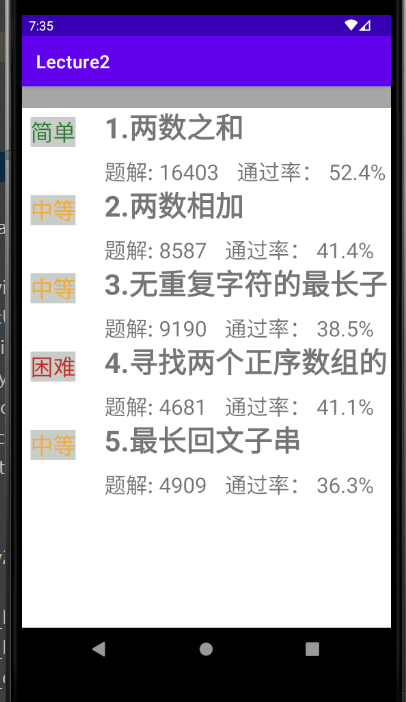 7:35
Lecture2
简单 1.两数之和
题解: 16403 通过率： 52.4%
中等 2.两数相加
题解: 8587 通过率： 41.4%
中等 3.无重复字符的最长子
题解: 9190 通过率： 38.5%
困难 4.寻找两个正序数组的
题解: 4681 通过率： 41.1%
中等 5.最长回文子串
题解: 4909 通过率： 36.3%